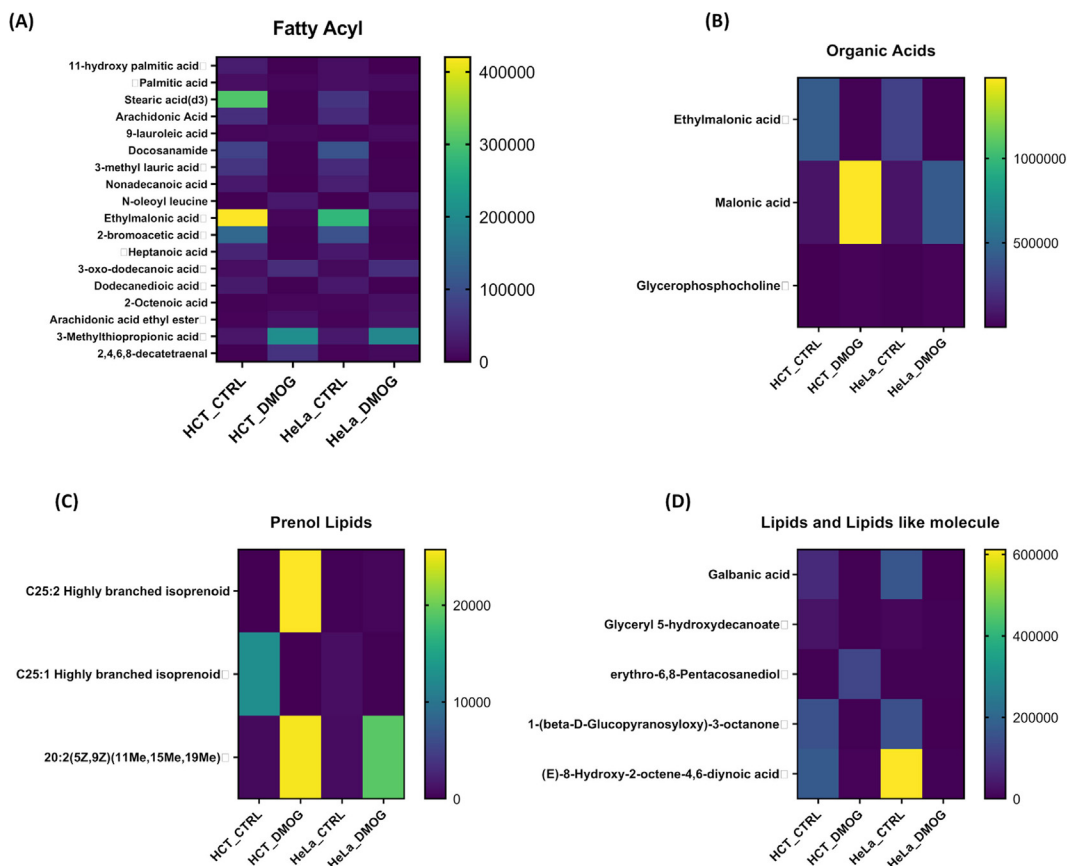 (A)
Fatty Acyl
11-hydroxy palmitic acid
Palmitic acid
Stearic acid(d3)
Arachidonic Acid
9-lauroleic acid
Docosanamide
3-methyl lauric acid
Nonadecanoic acid
N-oleoyl leucine
Ethylmalonic acid
2-bromoacetic acid
Heptanoic acid
3-oxo-dodecanoic acid
Dodecanedioic acid
2-Octenoic acid
Arachidonic acid ethyl ester
3-Methylthiopropionic acid
2,4,6,8-decatetraenal
HCT_CTRL
HCT_DMOG
HeLa_CTRL
HeLa_DMOG
400000
300000
200000
100000
0
(B)
Organic Acids
Ethylmalonic acid
Malonic acid
Glycerophosphocholine
HCT_CTRL
HCT_DMOG
HeLa_CTRL
HeLa_DMOG
1000000
500000
0
(C)
Prenol Lipids
C25:2 Highly branched isoprenoid
C25:1 Highly branched isoprenoid
20:2(5Z,9Z)(11Me,15Me,19Me)
HCT_CTRL
HCT_DMOG
HeLa_CTRL
HeLa_DMOG
20000
10000
0
(D)
Lipids and Lipids like molecule
Galbanic acid
Glyceryl 5-hydroxydecanoate
erythro-6,8-Pentacosanediol
1-(beta-D-Glucopyranosyloxy)-3-octanone
(E)-8-Hydroxy-2-octene-4,6-diynoic acid
HCT_CTRL
HCT_DMOG
HeLa_CTRL
HeLa_DMOG
600000
400000
200000
0